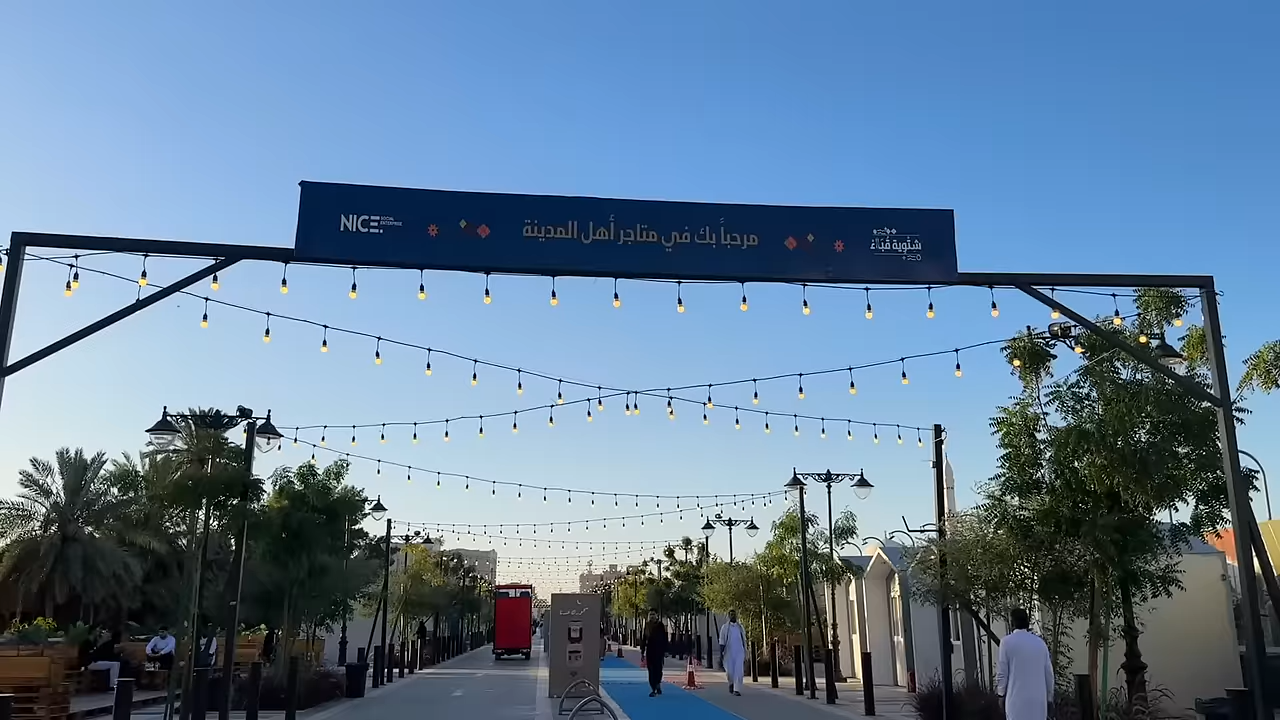 NICE.
SOCIAL
ENTERPRISE
مرحباً بك في متاجر أهل المدينة
شتوية قباء